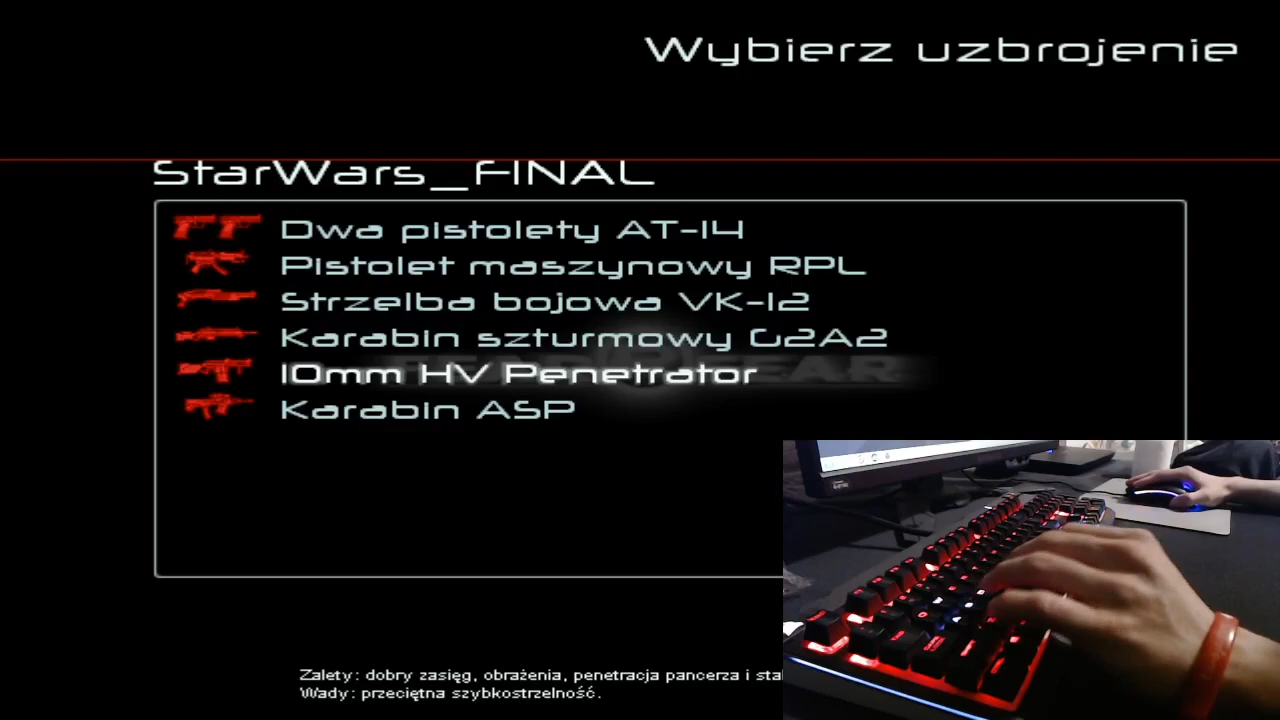 Wybierz uzbrojenie
StarWars_FINAL
Dwa pistolety AT-14
Pistolet maszynowy RPL
Strzelba bojowa VK-12
Karabin szturmowy G2A2
10mm HV Penetrator
Karabin ASP
Zalety: dobry zasięg, obrażenia, penetracja pancerza i
Wady: przeciętna szybkostrzelność.